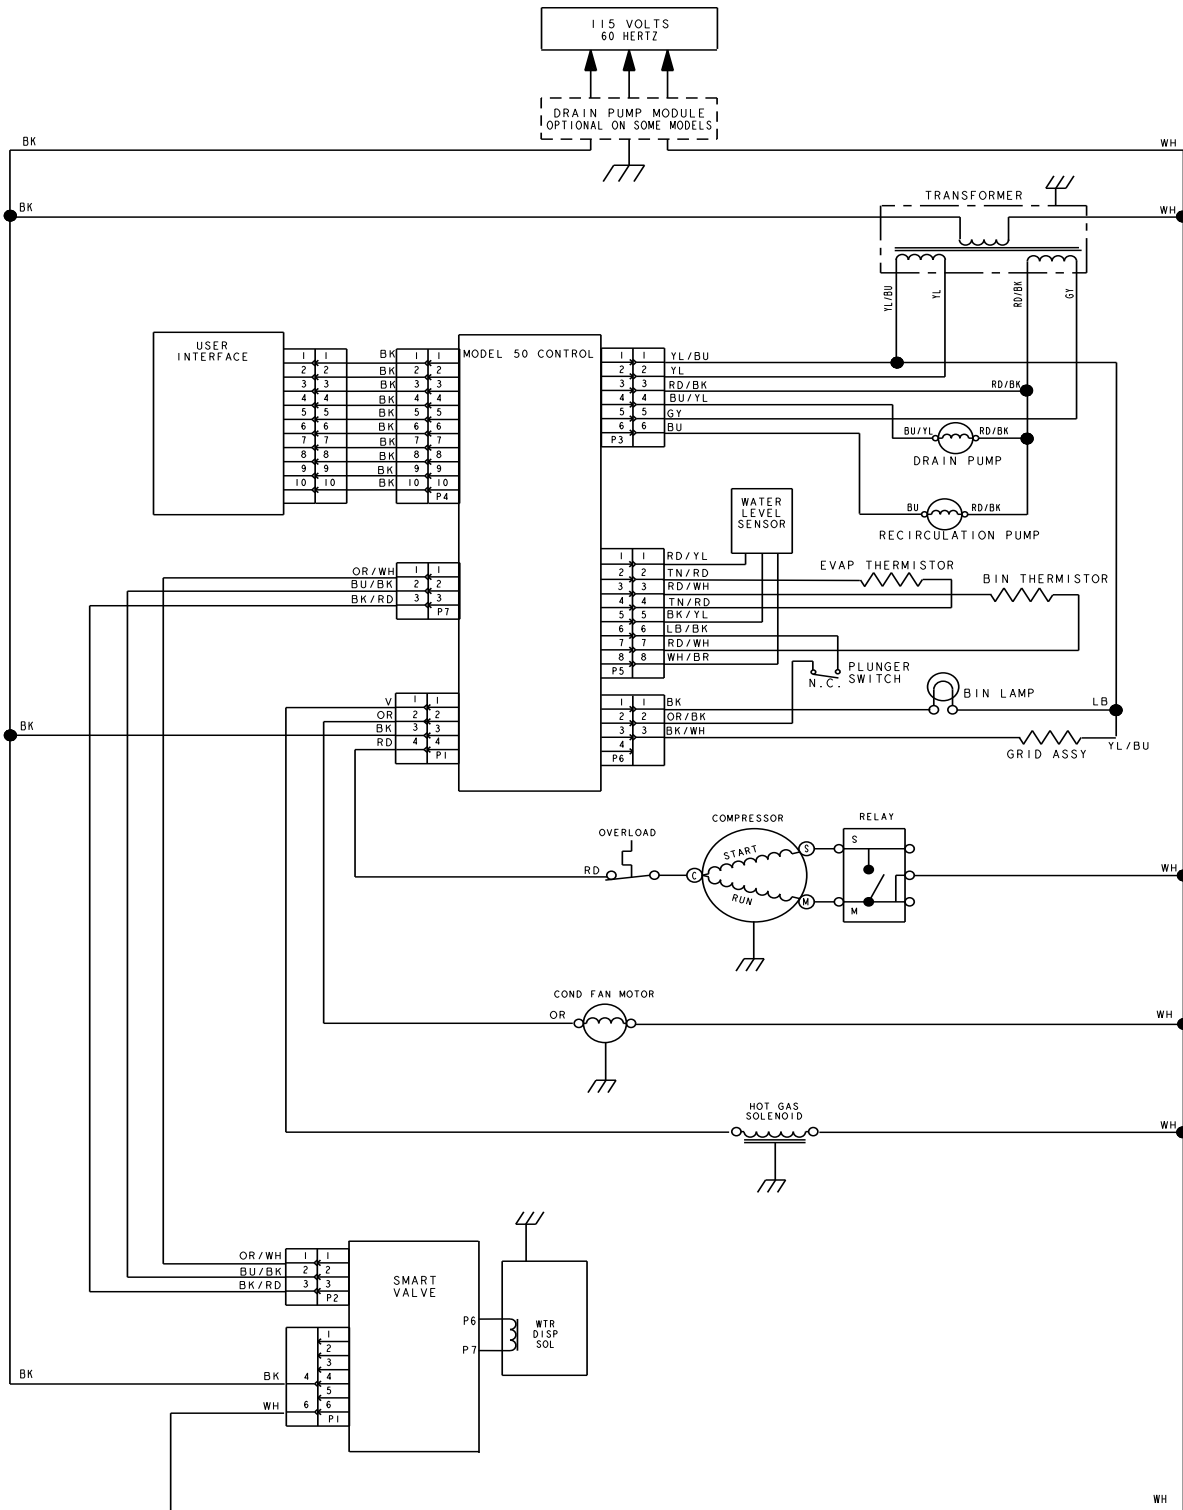 115 VOLTS
60 HERTZ
DRAIN PUMP MODULE
OPTIONAL ON SOME MODELS
BK
WH
BK
TRANSFORMER
WH
YL/BU
YL
RD/BK
GY
USER
INTERFACE
1 1
2 2
3 3
4 4
5 5
6 6
7 7
8 8
9 9
10 10
BK
BK
BK
BK
BK
BK
BK
BK
BK
BK
1 1
2 2
3 3
4 4
5 5
6 6
7 7
8 8
9 9
10 10
P4
MODEL 50 CONTROL
1 1 YL/BU
2 2 YL
3 3 RD/BK
4 4 BU/YL
5 5 GY
6 6 BU
P3
RD/BK
BU/YL
RD/BK
DRAIN PUMP
BU
RD/BK
RECIRCULATION PUMP
WATER
LEVEL
SENSOR
OR/WH 1 1
BU/BK 2 2
BK/RD 3 3
P7
1 1 RD/YL
2 2 TN/RD
3 3 RD/WH
4 4 TN/RD
5 5 BK/YL
6 6 LB/BK
7 7 RD/WH
8 8 WH/BR
P5
EVAP THERMISTOR
BIN THERMISTOR
N.C.
PLUNGER
SWITCH
BIN LAMP
LB
V 1 1
OR 2 2
BK 3 3
RD 4 4
P1
BK
1 1 BK
2 2 OR/BK
3 3 BK/WH
4
P6
GRID ASSY
YL/BU
OVERLOAD
COMPRESSOR
RELAY
RD
C
START
RUN
S
M
S
M
WH
COND FAN MOTOR
OR
WH
HOT GAS
SOLENOID
WH
OR/WH 1 1
BU/BK 2 2
BK/RD 3 3
P2
SMART
VALVE
P6
P7
WTR
DISP
SOL
1
2
3
BK
BK 4 4
5
WH 6 6
P1
WH